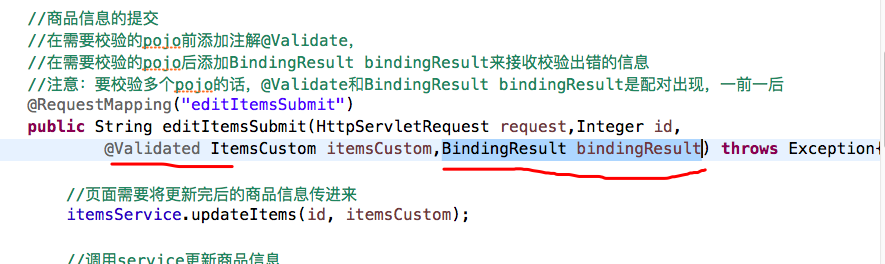 //商品信息的提交
//在需要校验的pojo前添加注解@Validate,
//在需要校验的pojo后添加BindingResult bindingResult来接收校验出错的信息
//注意：要校验多个pojo的话，@Validate和BindingResult bindingResult是配对出现，一前一后
@RequestMapping("editItemsSubmit")
public String editItemsSubmit(HttpServletRequest request,Integer id,
@Validated ItemsCustom itemsCustom,BindingResult bindingResult) throws Exception{
//页面需要将更新完后的商品信息传进来
itemsService.updateItems(id, itemsCustom);
//调用service更新商品信息